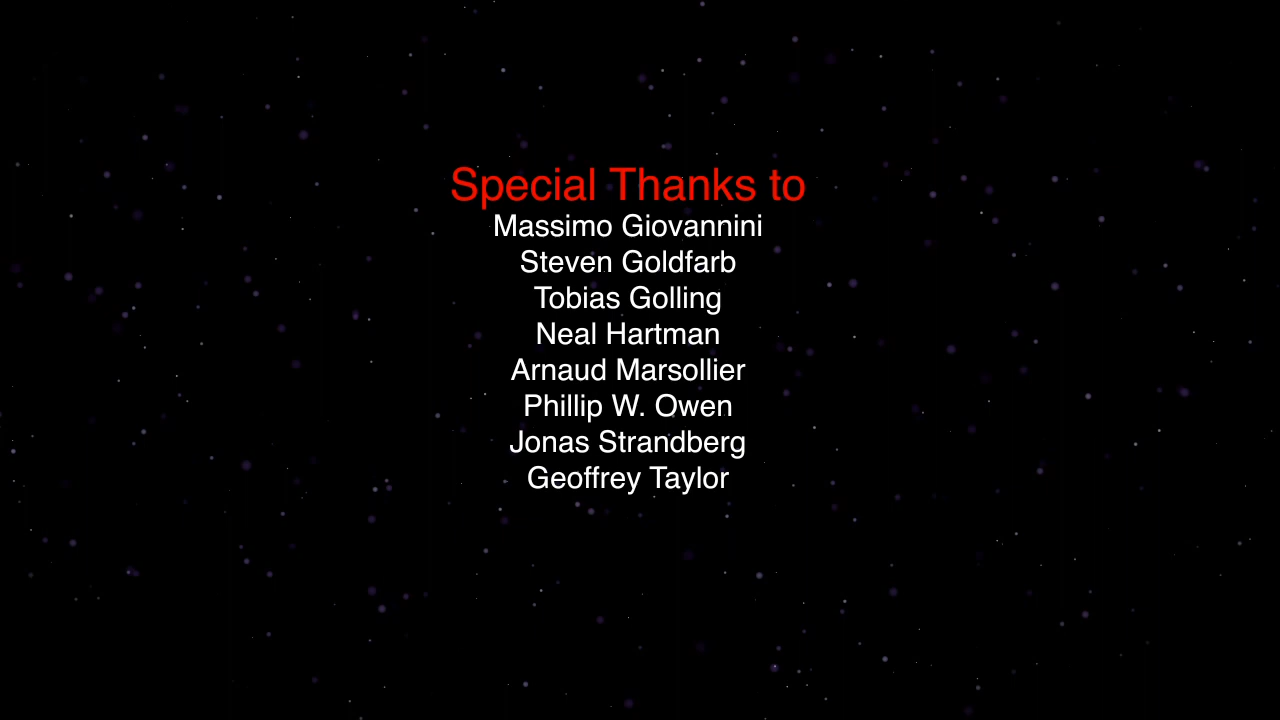 Special Thanks to
Massimo Giovannini
Steven Goldfarb
Tobias Golling
Neal Hartman
Arnaud Marsollier
Phillip W. Owen
Jonas Strandberg
Geoffrey Taylor